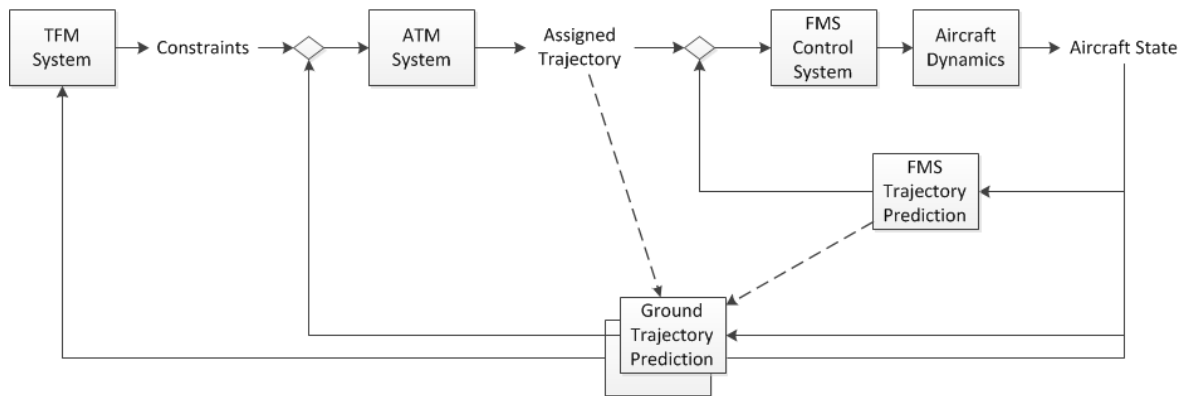 TFM
System
Constraints
ATM
System
Assigned
Trajectory
FMS
Control
System
Aircraft
Dynamics
Aircraft State
FMS
Trajectory
Prediction
Ground
Trajectory
Prediction